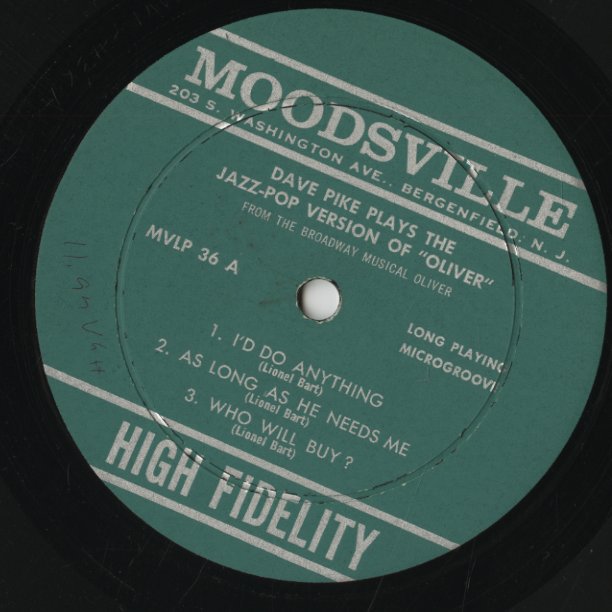 MOODSVILLE
203 S. WASHINGTON AVE., BERGENFIELD, N. J.
DAVE PIKE PLAYS THE
JAZZ-POP VERSION OF "OLIVER"
FROM THE BROADWAY MUSICAL OLIVER
MVLP 36 A
LONG PLAYING
MICROGROOVE
1. I'D DO ANYTHING
(Lionel Bart)
2. AS LONG AS HE NEEDS ME
(Lionel Bart)
3. WHO WILL BUY?
(Lionel Bart)
HIGH FIDELITY